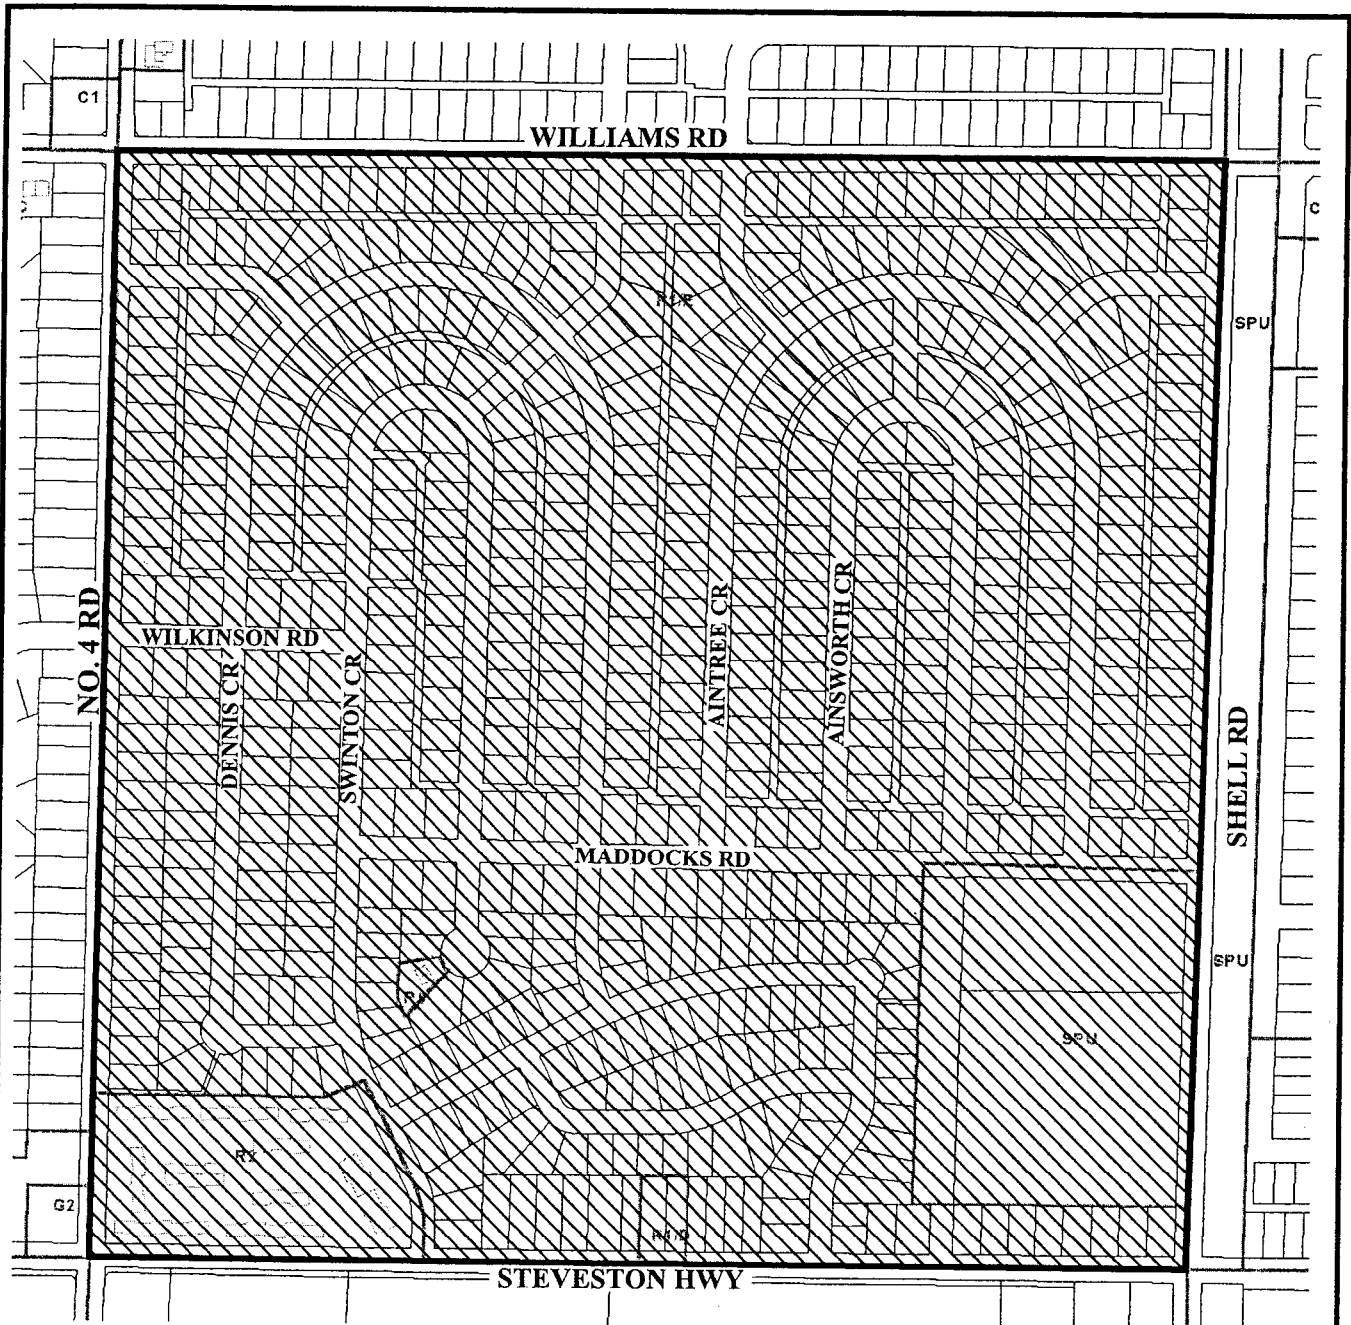 C1
WILLIAMS RD
C
R1/E
SPU
NO. 4 RD
WILKINSON RD
DENNIS CR
SWINTON CR
AINTREE CR
AINSWORTH CR
SHELL RD
MADDOCKS RD
SPU
SPU
R2
G2
STEVESTON HWY